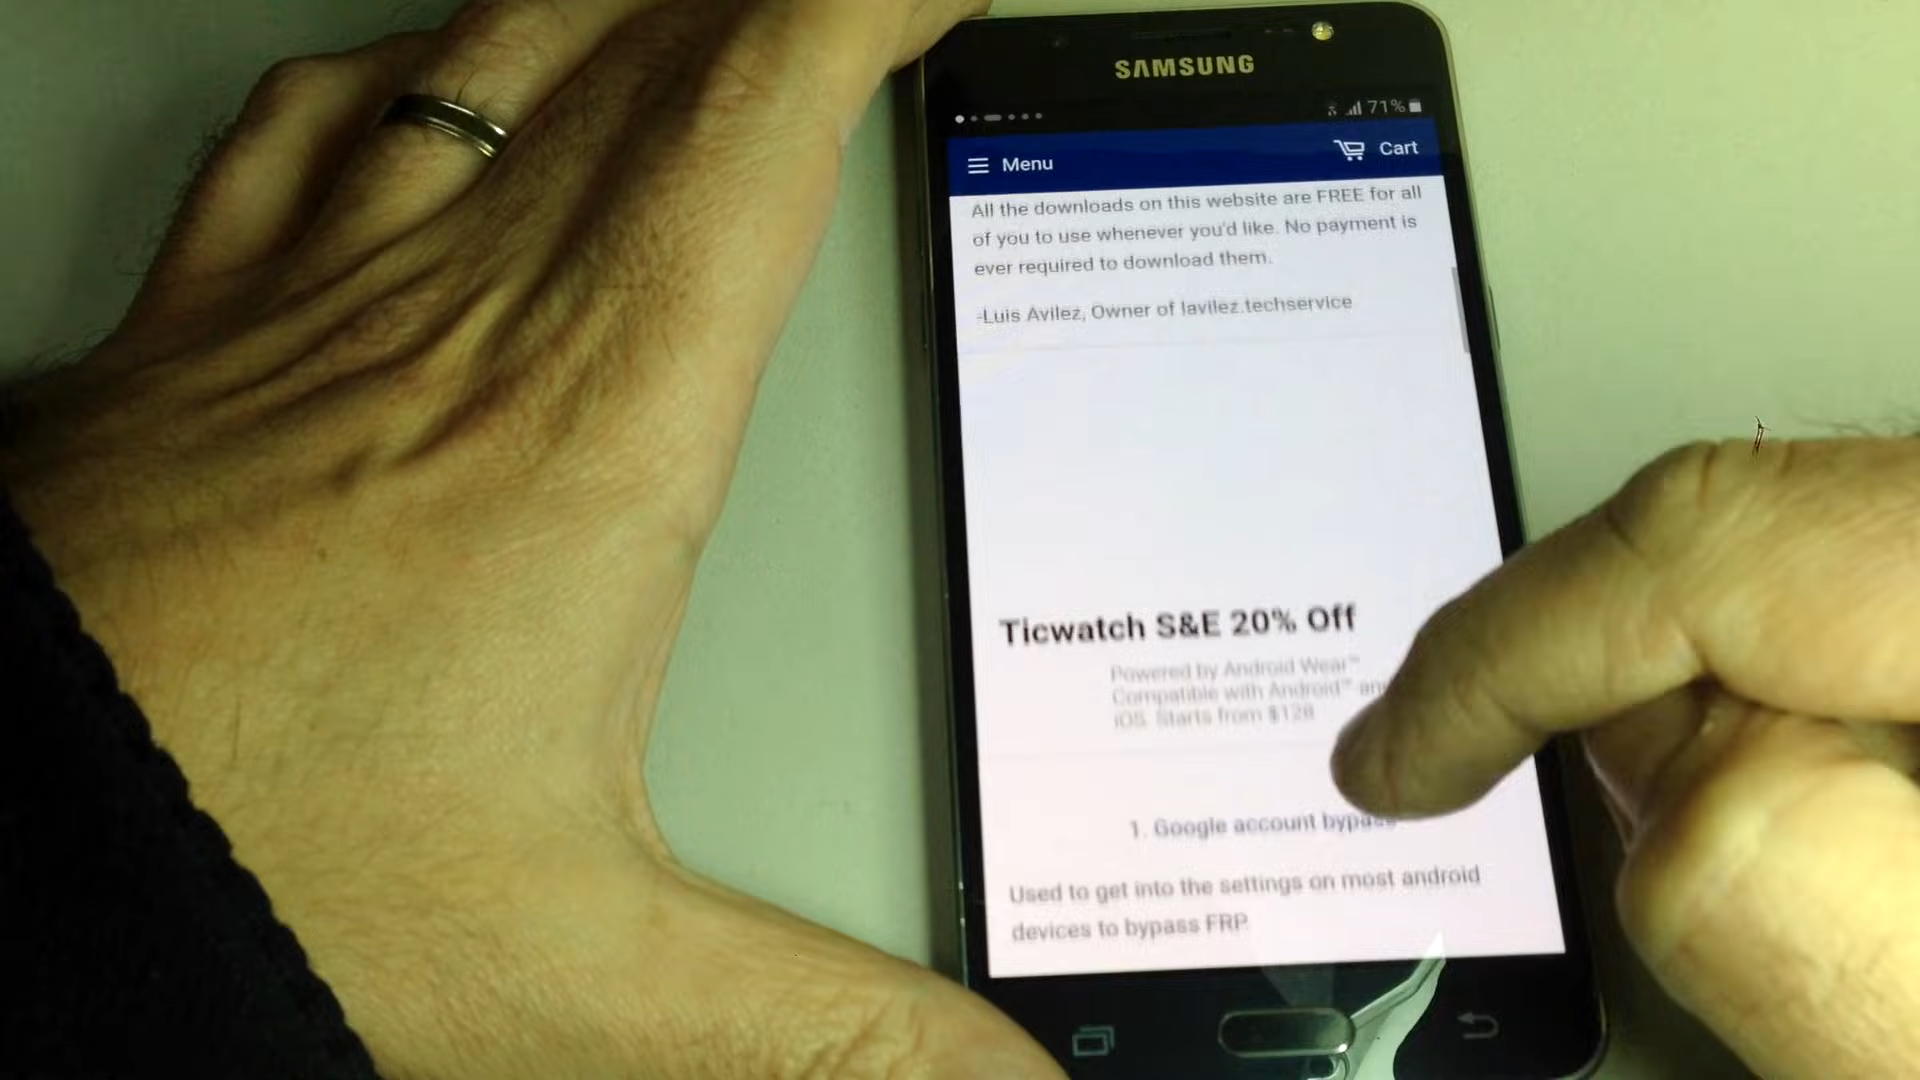 SAMSUNG
71%
Menu
Cart
All the downloads on this website are FREE for all
of you to use whenever you'd like. No payment is
ever required to download them.
-Luis Avilez, Owner of lavilez.techservice
Ticwatch S&E 20% Off
Powered by Android Wear™
Compatible with Android™ and
iOS. Starts from $128
1. Google account bypass
Used to get into the settings on most android
devices to bypass FRP.